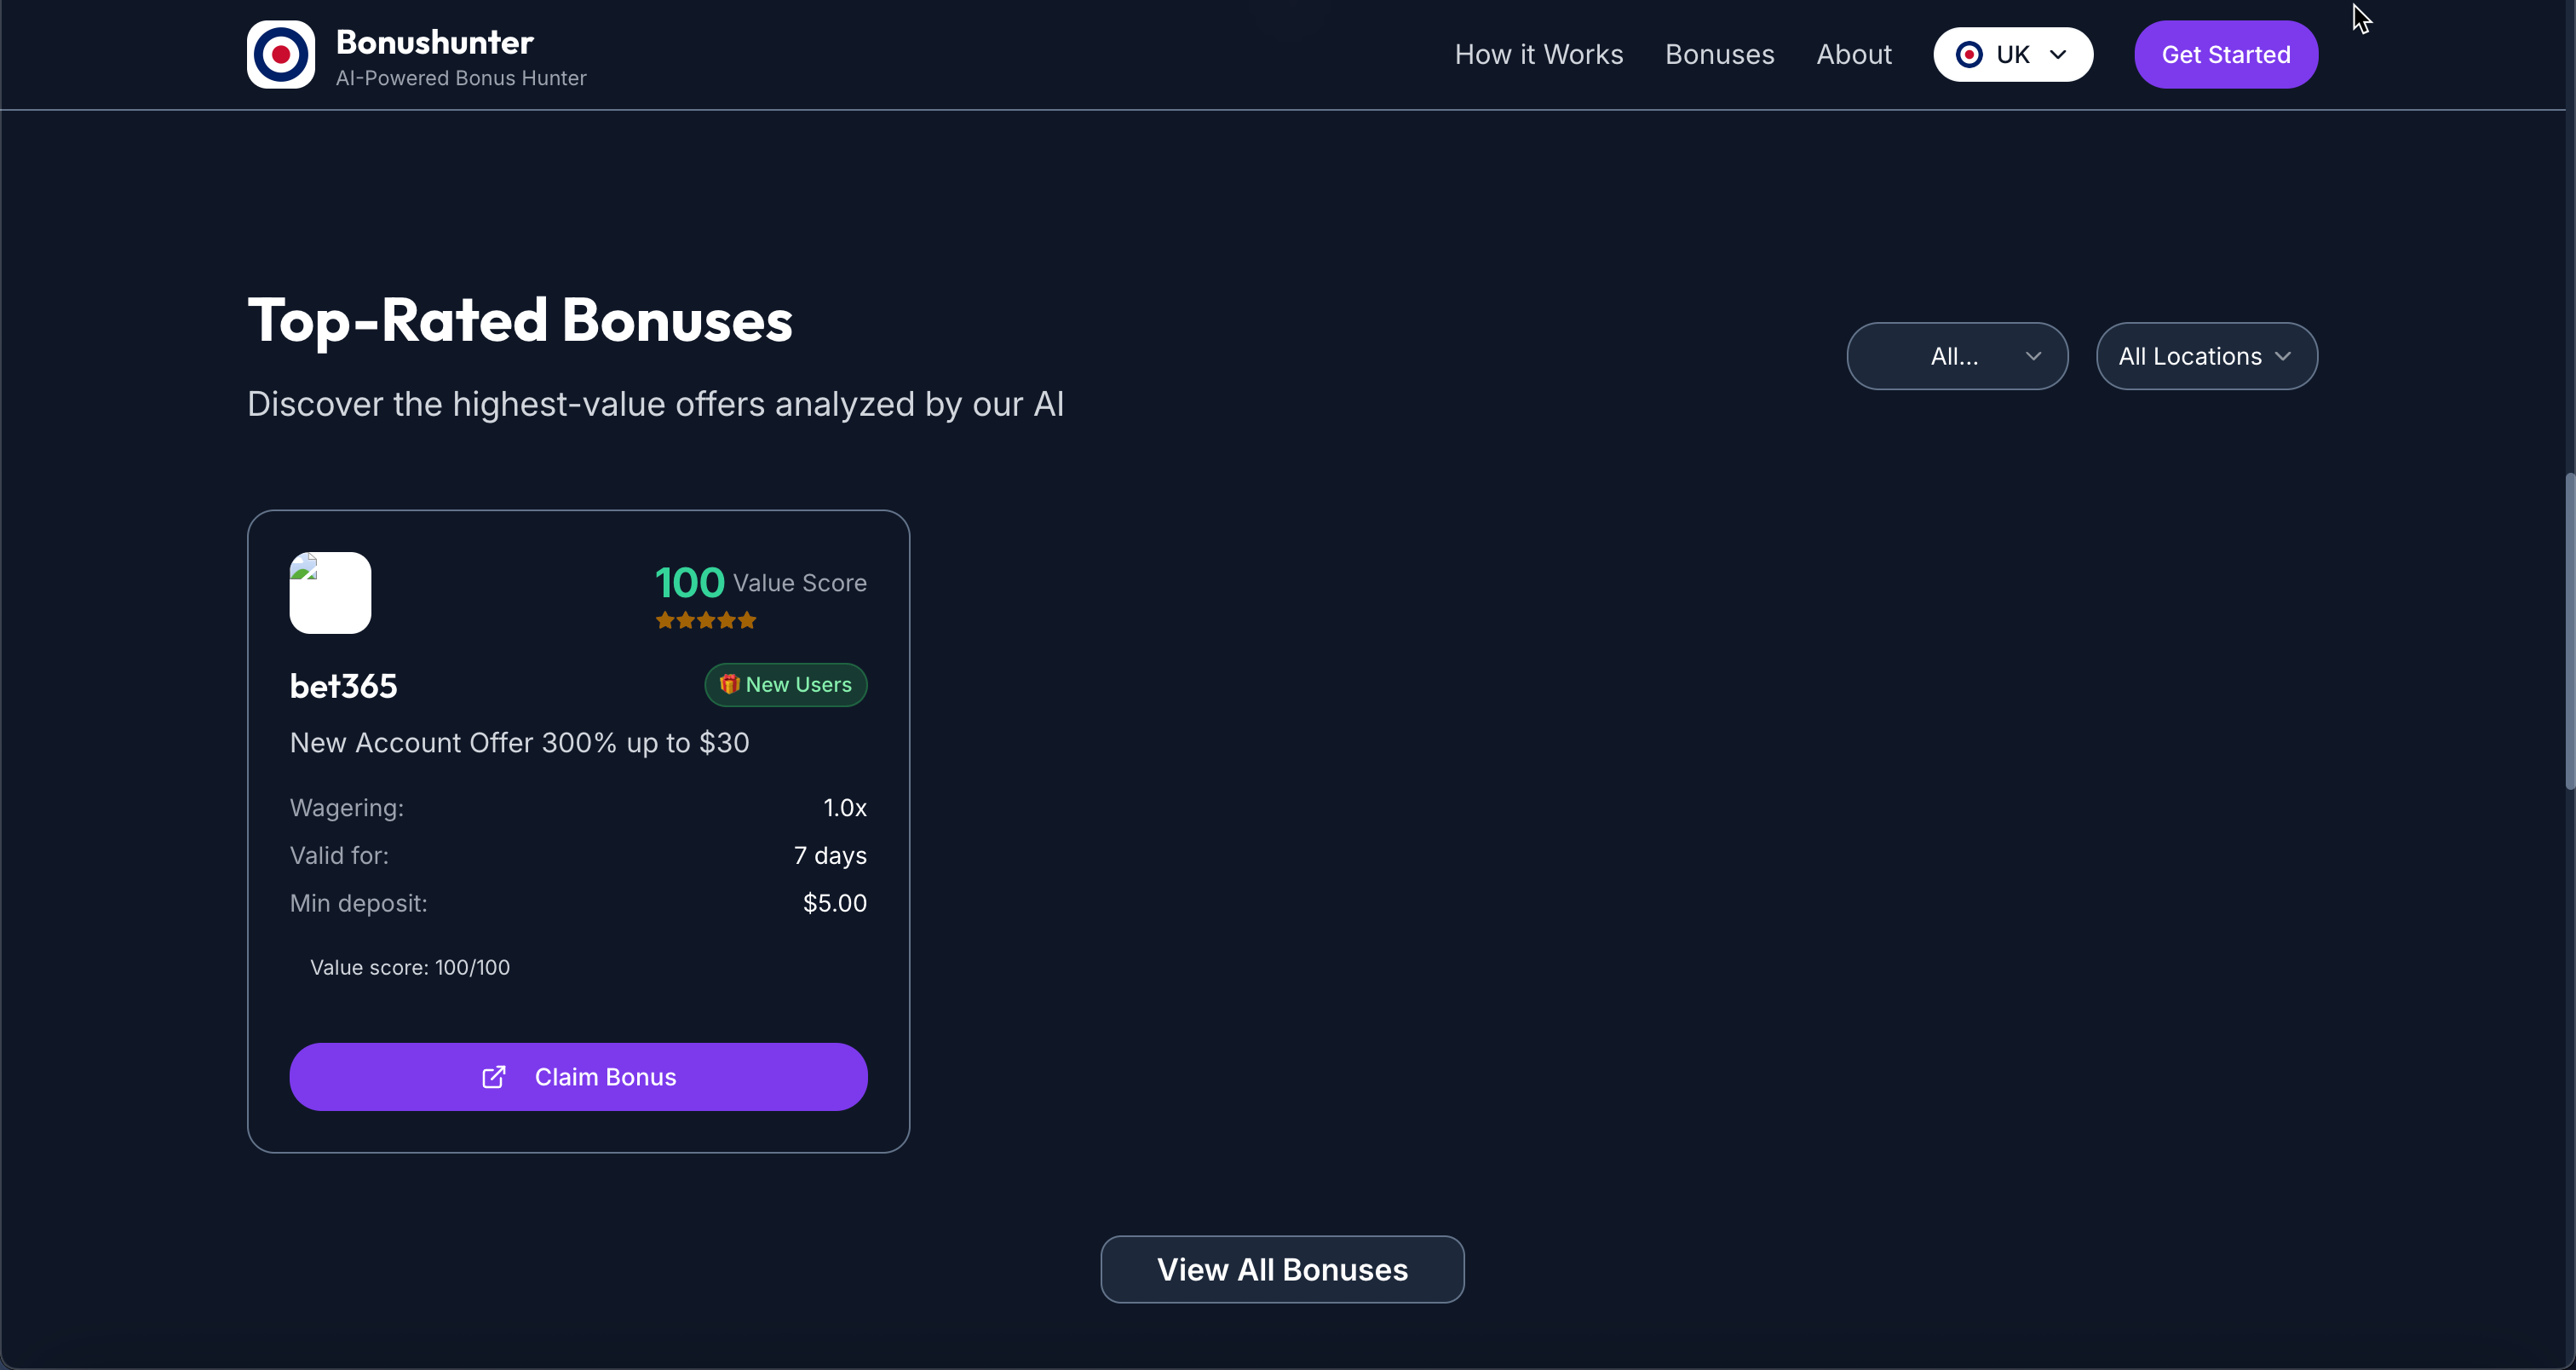 Bonushunter
AI-Powered Bonus Hunter
How it Works
Bonuses
About
UK
Get Started
Top-Rated Bonuses
Discover the highest-value offers analyzed by our AI
All...
All Locations
100 Value Score
bet365
🎁 New Users
New Account Offer 300% up to $30
Wagering: 1.0x
Valid for: 7 days
Min deposit: $5.00
Value score: 100/100
Claim Bonus
View All Bonuses